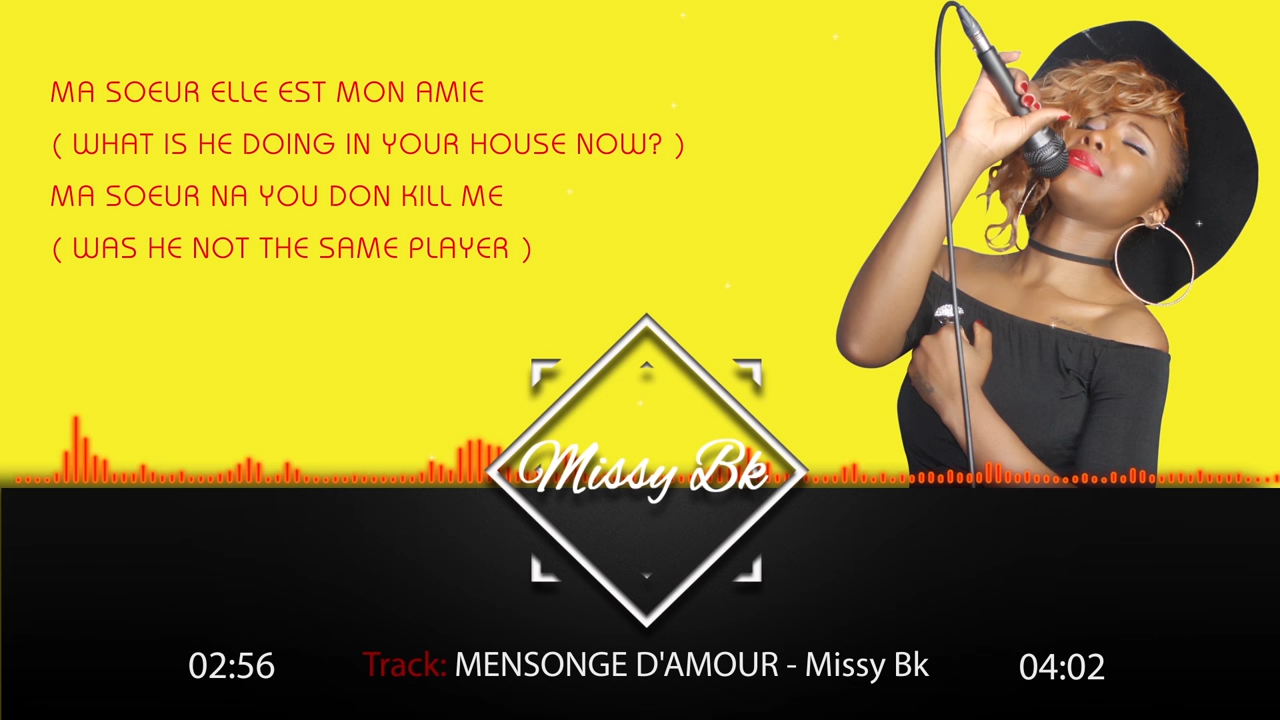 MA SOEUR ELLE EST MON AMIE
( WHAT IS HE DOING IN YOUR HOUSE NOW? )
MA SOEUR NA YOU DON KILL ME
( WAS HE NOT THE SAME PLAYER )
Missy Bk
02:56 Track: MENSONGE D'AMOUR - Missy Bk 04:02